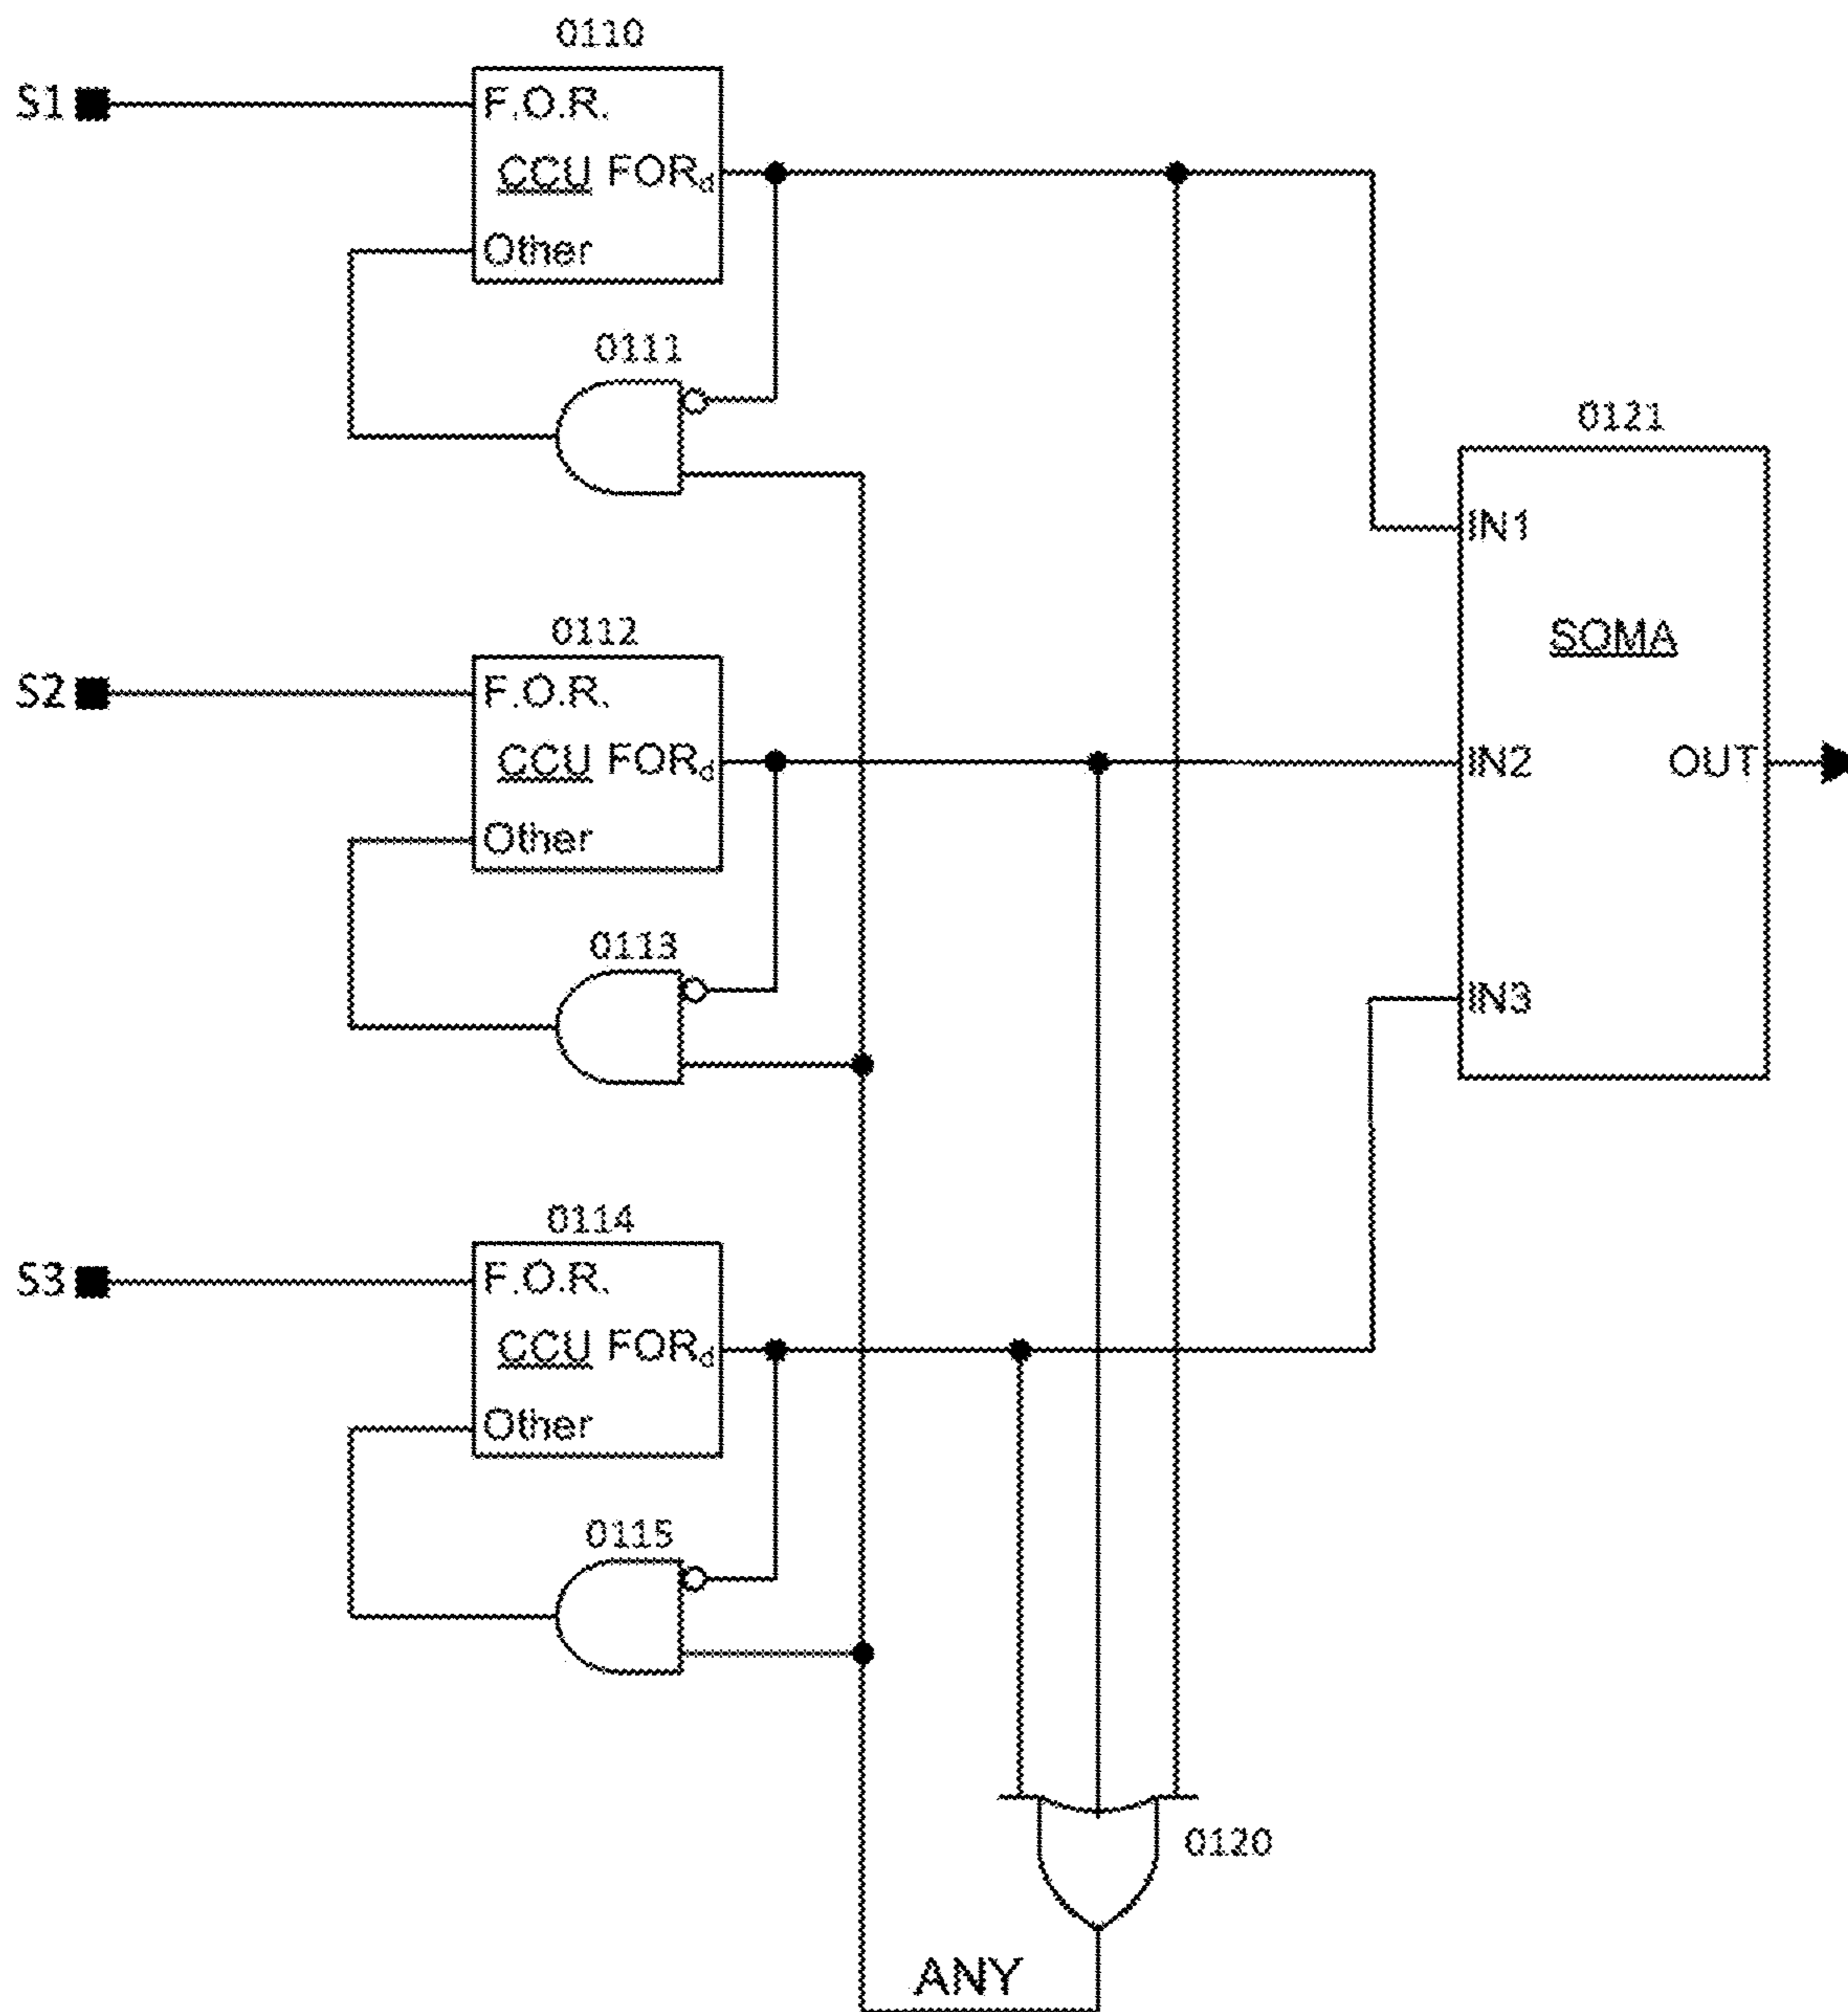 0110
S1
F.O.R.
CCU FORd
Other
0111
0121
IN1
SOMA
0112
S2
F.O.R.
CCU FORd
IN2
OUT
Other
0113
IN3
0114
S3
F.O.R.
CCU FORd
Other
0115
0120
ANY